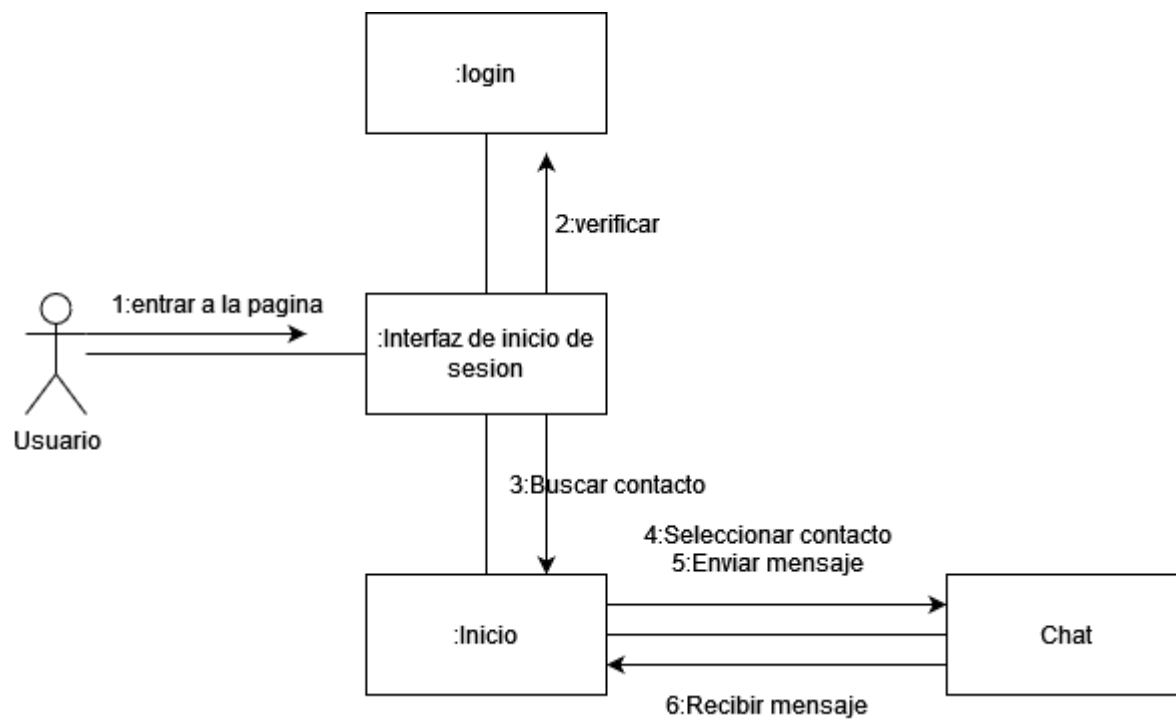 :login
2:verificar
1:entrar a la pagina
:Interfaz de inicio de
sesion
Usuario
3:Buscar contacto
4:Seleccionar contacto
5:Enviar mensaje
:Inicio
Chat
6:Recibir mensaje